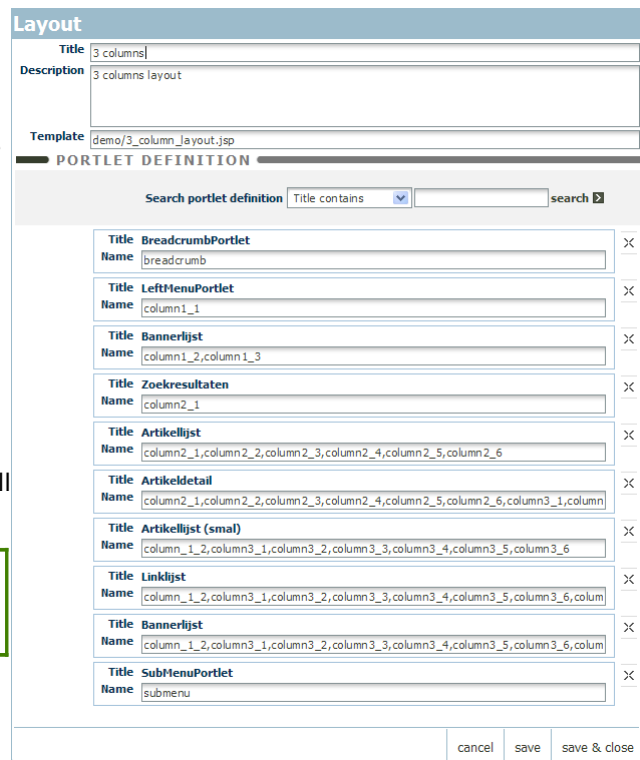 Layout
Title 3 columns
Description 3 columns layout
Template demo/3_column_layout.jsp
PORTLET DEFINITION
Search portlet definition Title contains search
Title BreadcrumbPortlet
Name breadcrumb
Title LeftMenuPortlet
Name column1_1
Title Bannerlijst
Name column1_2,column1_3
Title Zoekresultaten
Name column2_1
Title Artikellijst
Name column2_1,column2_2,column2_3,column2_4,column2_5,column2_6
Title Artikeldetail
Name column2_1,column2_2,column2_3,column2_4,column2_5,column2_6,column3_1,column
Title Artikellijst (smal)
Name column_1_2,column3_1,column3_2,column3_3,column3_4,column3_5,column3_6
Title Linklijst
Name column_1_2,column3_1,column3_2,column3_3,column3_4,column3_5,column3_6,colum
Title Bannerlijst
Name column_1_2,column3_1,column3_2,column3_3,column3_4,column3_5,column3_6,colum
Title SubMenuPortlet
Name submenu
cancel save save & close